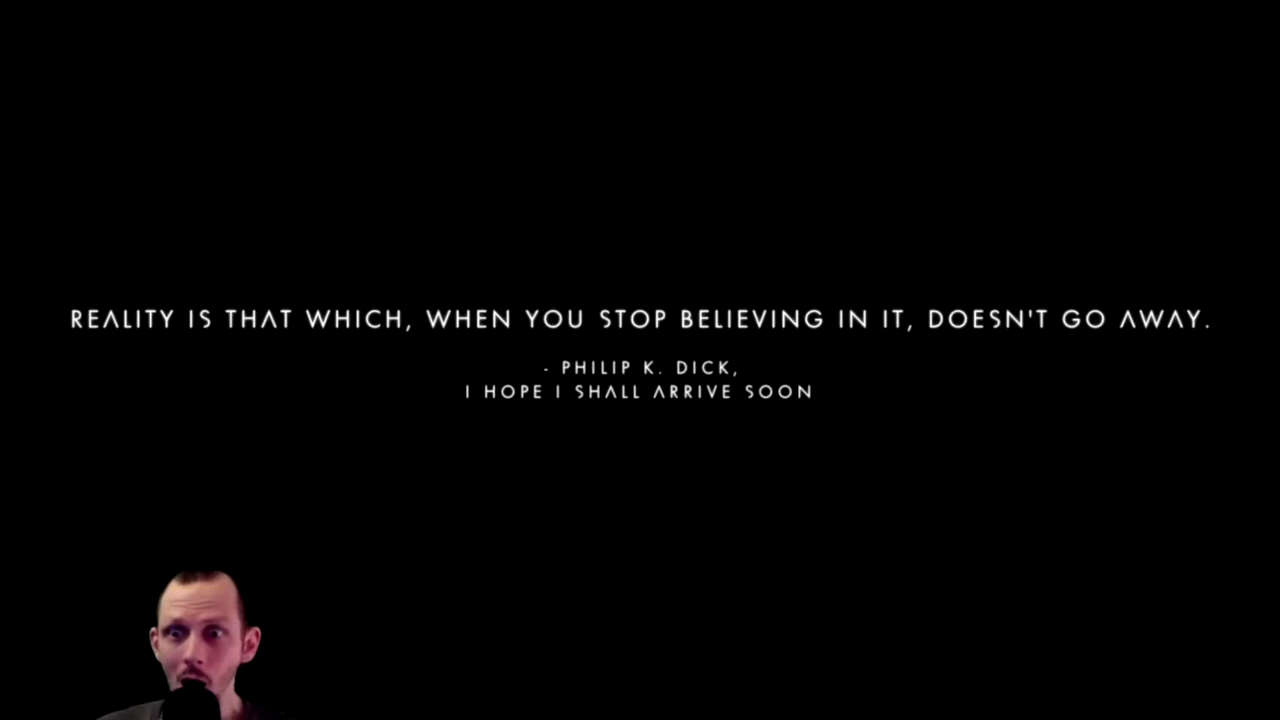 REALITY IS THAT WHICH, WHEN YOU STOP BELIEVING IN IT, DOESN'T GO AWAY.
- PHILIP K. DICK,
I HOPE I SHALL ARRIVE SOON